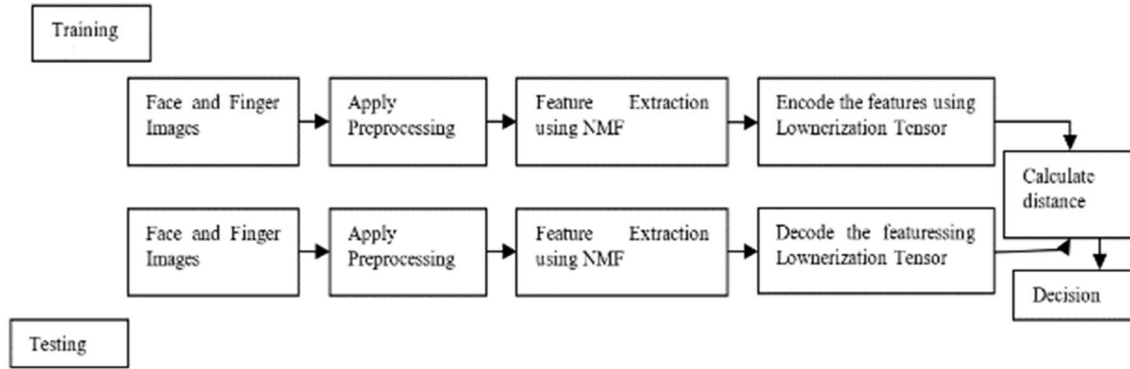 Training
Face and Finger
Images
Apply
Preprocessing
Feature Extraction
using NMF
Encode the features using
Lownerization Tensor
Calculate
distance
Face and Finger
Images
Apply
Preprocessing
Feature Extraction
using NMF
Decode the featuressing
Lownerization Tensor
Decision
Testing